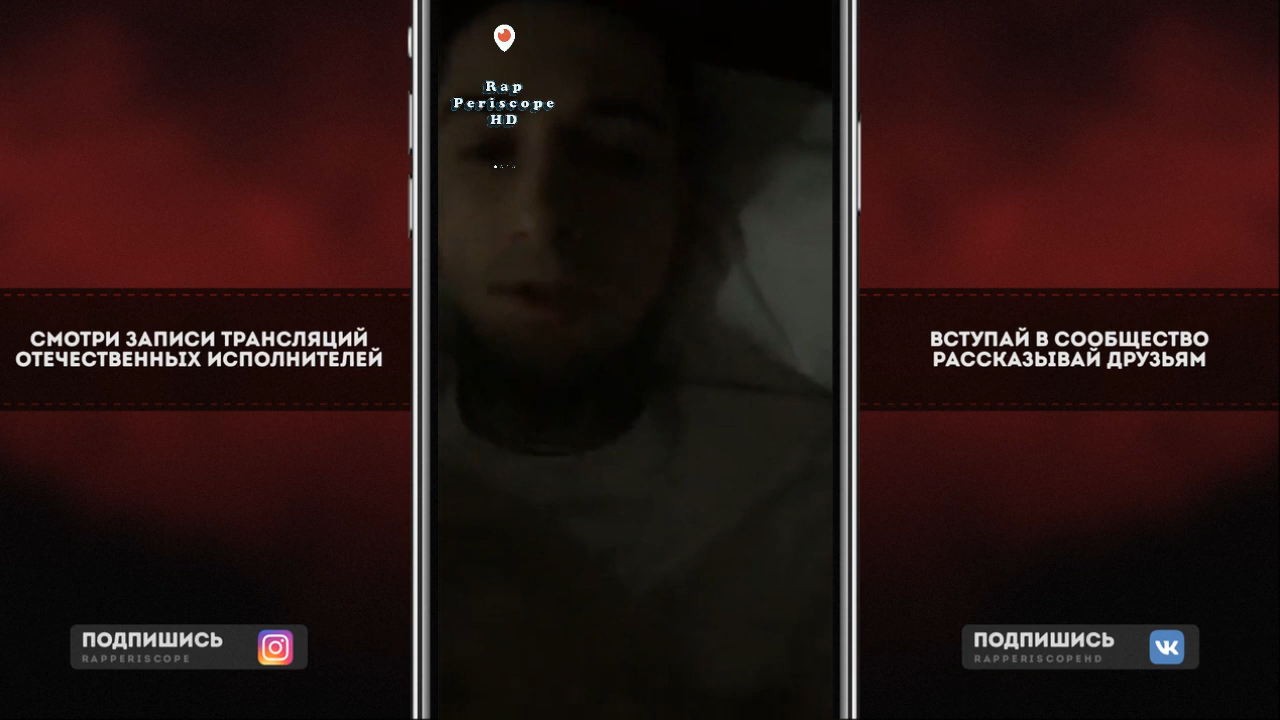 Rap
Periscope
HD
СМОТРИ ЗАПИСИ ТРАНСЛЯЦИЙ
ОТЕЧЕСТВЕННЫХ ИСПОЛНИТЕЛЕЙ
ВСТУПАЙ В СООБЩЕСТВО
РАССКАЗЫВАЙ ДРУЗЬЯМ
ПОДПИШИСЬ
RAPPERISCOPE
ПОДПИШИСЬ
RAPPERISCOPEHD